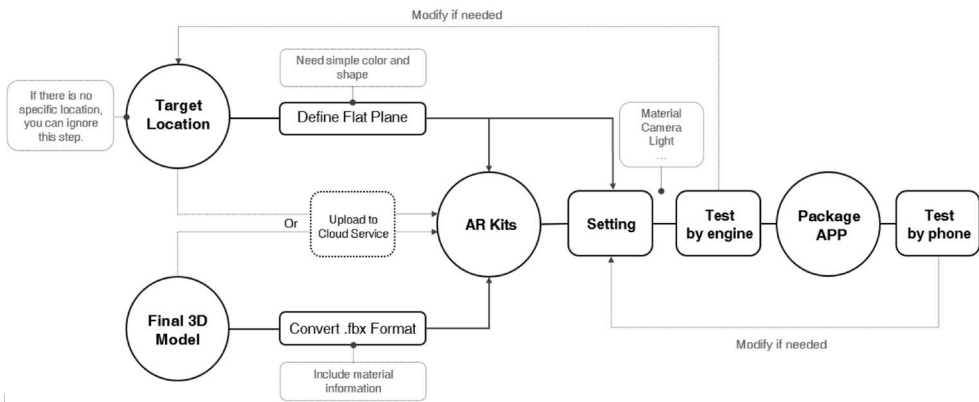 Modify if needed
Need simple color and
shape
If there is no
specific location,
you can ignore
this step.
Target
Location
Define Flat Plane
Material
Camera
Light
...
Or
Upload to
Cloud Service
AR Kits
Setting
Test
by engine
Package
APP
Test
by phone
Final 3D
Model
Convert .fbx Format
Modify if needed
Include material
information